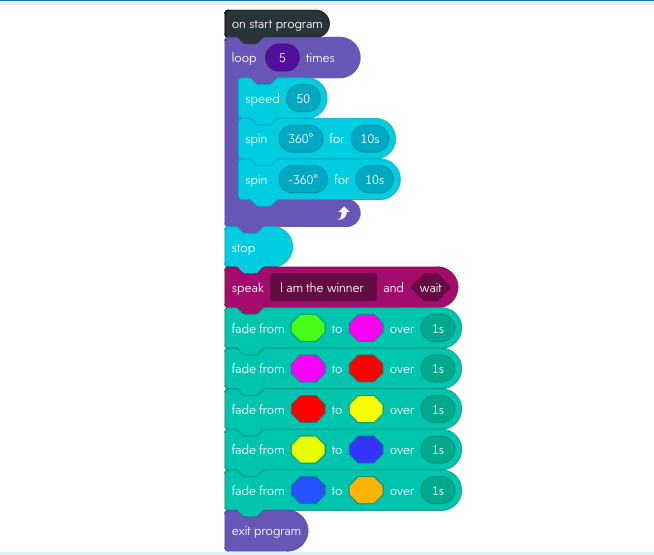 on start program
loop 5 times
speed 50
spin 360° for 10s
spin -360° for 10s
stop
speak I am the winner and wait
fade from to over 1s
fade from to over 1s
fade from to over 1s
fade from to over 1s
fade from to over 1s
exit program